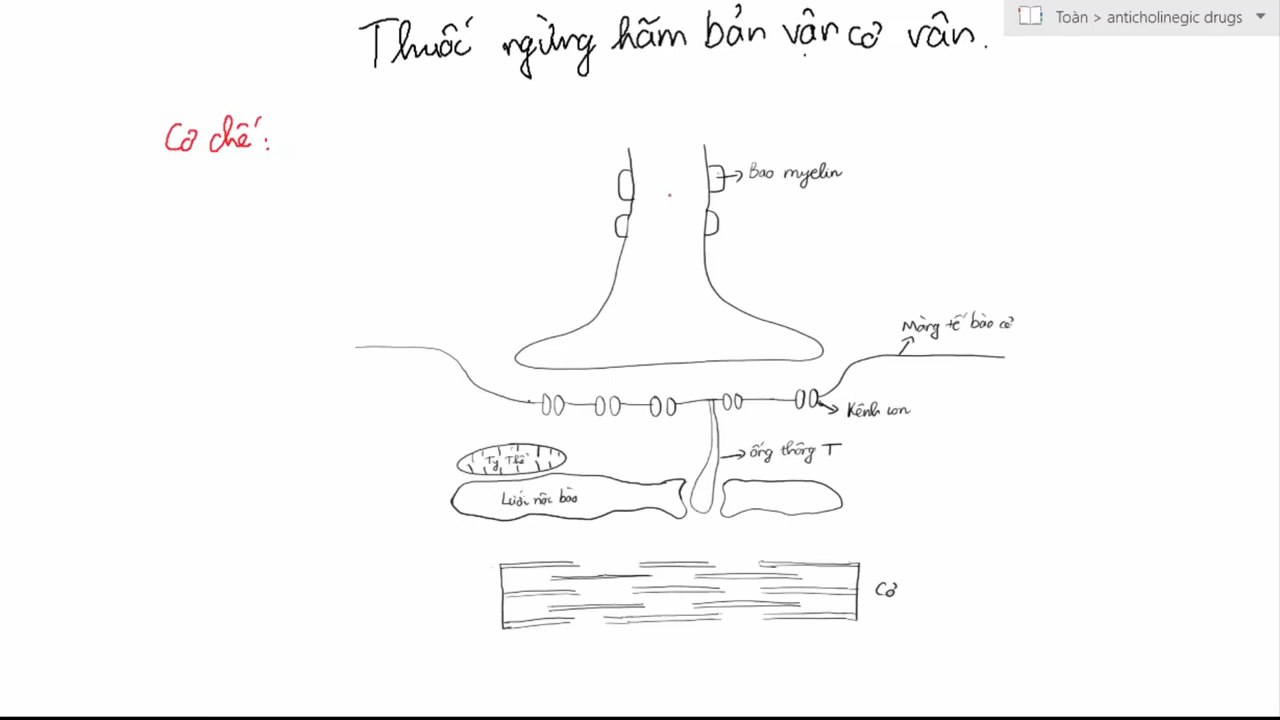 Toàn > anticholinegic drugs
Thuốc ngừng hãm bản vận cơ vân.
Cơ chế:
Bao myelin
Màng tế bào cơ
Kênh ion
ống thông T
Ty Thể
Lưới nội bào
Cơ